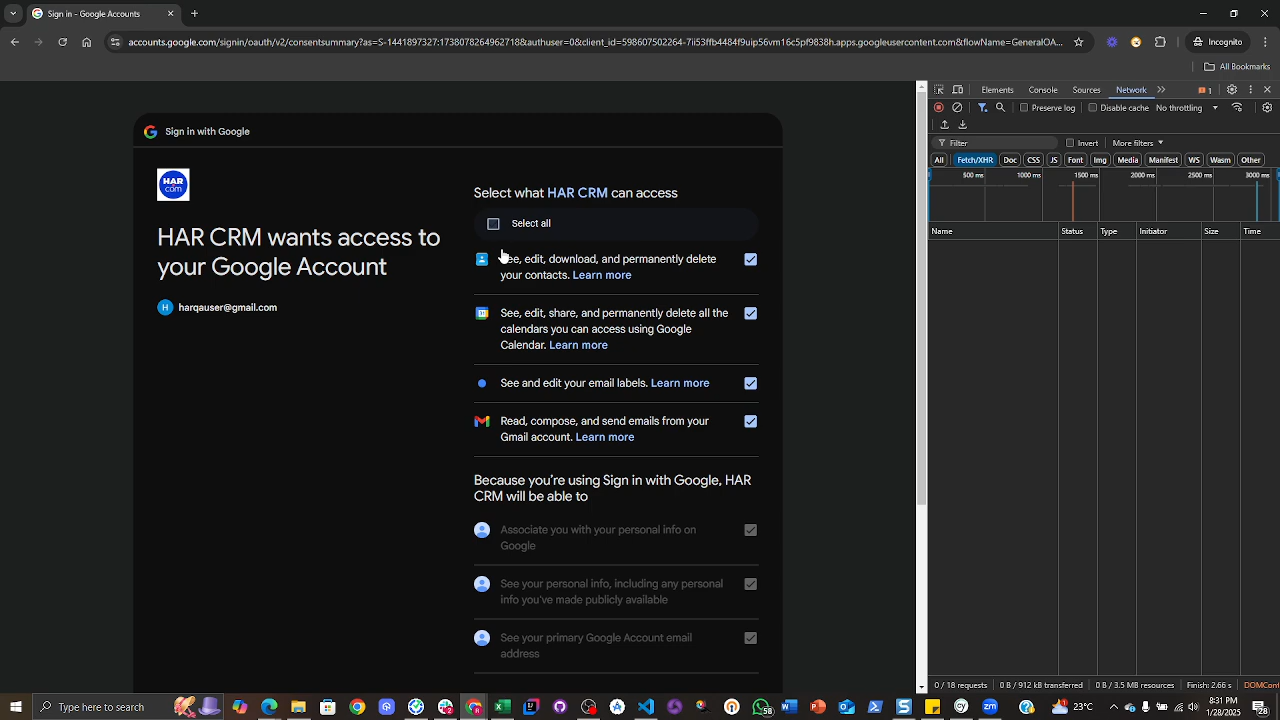 Sign in - Google Accounts
accounts.google.com/signin/oauth/v2/consentsummary?as=S-1441897327:1738078264962718&authuser=0&client_id=598607502264-7ii53ffb4484f9uip56vm16c5pf9838h.apps.googleusercontent.com&flowName=GeneralOA...
Incognito
All Bookmarks
Sign in with Google
HAR
com
HAR CRM wants access to
your Google Account
H harqauser@gmail.com
Select what HAR CRM can access
Select all
See, edit, download, and permanently delete
your contacts. Learn more
See, edit, share, and permanently delete all the
calendars you can access using Google
Calendar. Learn more
See and edit your email labels. Learn more
Read, compose, and send emails from your
Gmail account. Learn more
Because you're using Sign in with Google, HAR
CRM will be able to
Associate you with your personal info on
Google
See your personal info, including any personal
info you've made publicly available
See your primary Google Account email
address
Elements Console Sources Network 1
Preserve log Disable cache No throttling
Filter Invert More filters
All Fetch/XHR Doc CSS JS Font Img Media Manifest WS Wasm Other
500 ms 1000 ms 1500 ms 2000 ms 2500 ms 3000 ms
Name Status Type Initiator Size Time
0 / 18 requests 0 B / 912 kB transferred 0 B / 3.5 MB resources Finish: 2.66 s DOMCont
Type here to search
58
23°C
8:31 PM
1/28/2025